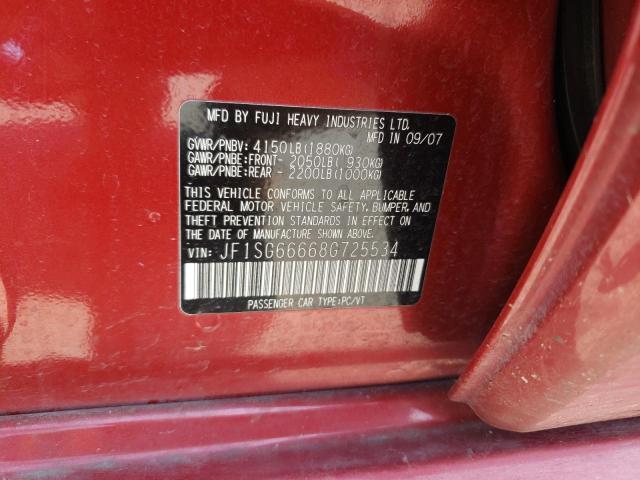 MFD BY FUJI HEAVY INDUSTRIES LTD.
MFD IN 09/07
GVWR/PNBV: 4150LB(1880KG)
GAWR/PNBE:FRONT- 2050LB( 930KG)
GAWR/PNBE:REAR - 2200LB(1000KG)
THIS VEHICLE CONFORMS TO ALL APPLICABLE
FEDERAL MOTOR VEHICLE SAFETY, BUMPER, AND
THEFT PREVENTION STANDARDS IN EFFECT ON
THE DATE OF MANUFACTURE SHOWN ABOVE.
VIN: JF1SG66668G725534
PASSENGER CAR TYPE:PC/VT